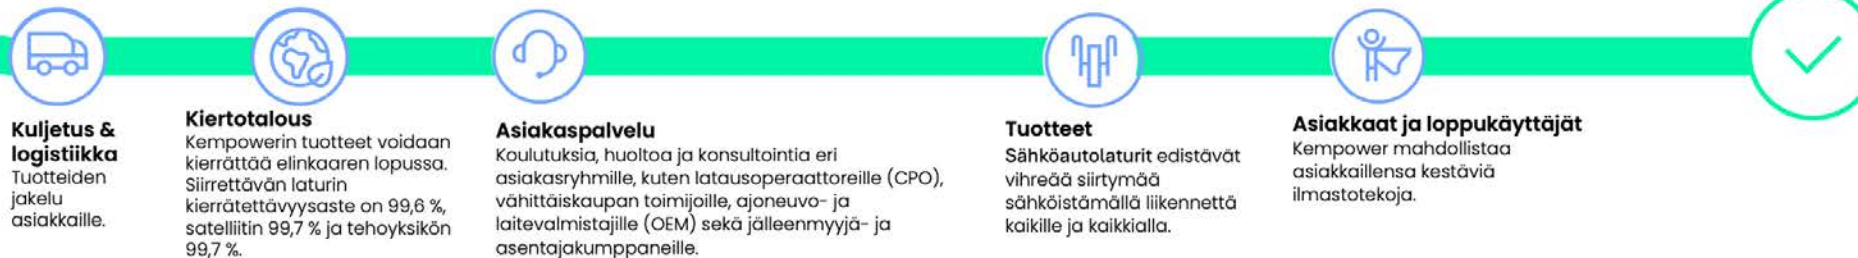 Kuljetus &
logistiikka
Tuotteiden
jakelu
asiakkaille.
Kiertotalous
Kempowerin tuotteet voidaan
kierrättää elinkaaren lopussa.
Siirrettävän laturin
kierrätettävyysaste on 99,6 %,
satelliitin 99,7 % ja tehoyksikön
99,7 %.
Asiakaspalvelu
Koulutuksia, huoltoa ja konsultointia eri
asiakasryhmille, kuten latausoperaattoreille (CPO),
vähittäiskaupan toimijoille, ajoneuvo- ja
laitevalmistajille (OEM) sekä jälleenmyyjä- ja
asentajakumppaneille.
Tuotteet
Sähköautolaturit edistävät
vihreää siirtymää
sähköistämällä liikennettä
kaikille ja kaikkialla.
Asiakkaat ja loppukäyttäjät
Kempower mahdollistaa
asiakkaillensa kestäviä
ilmastotekoja.